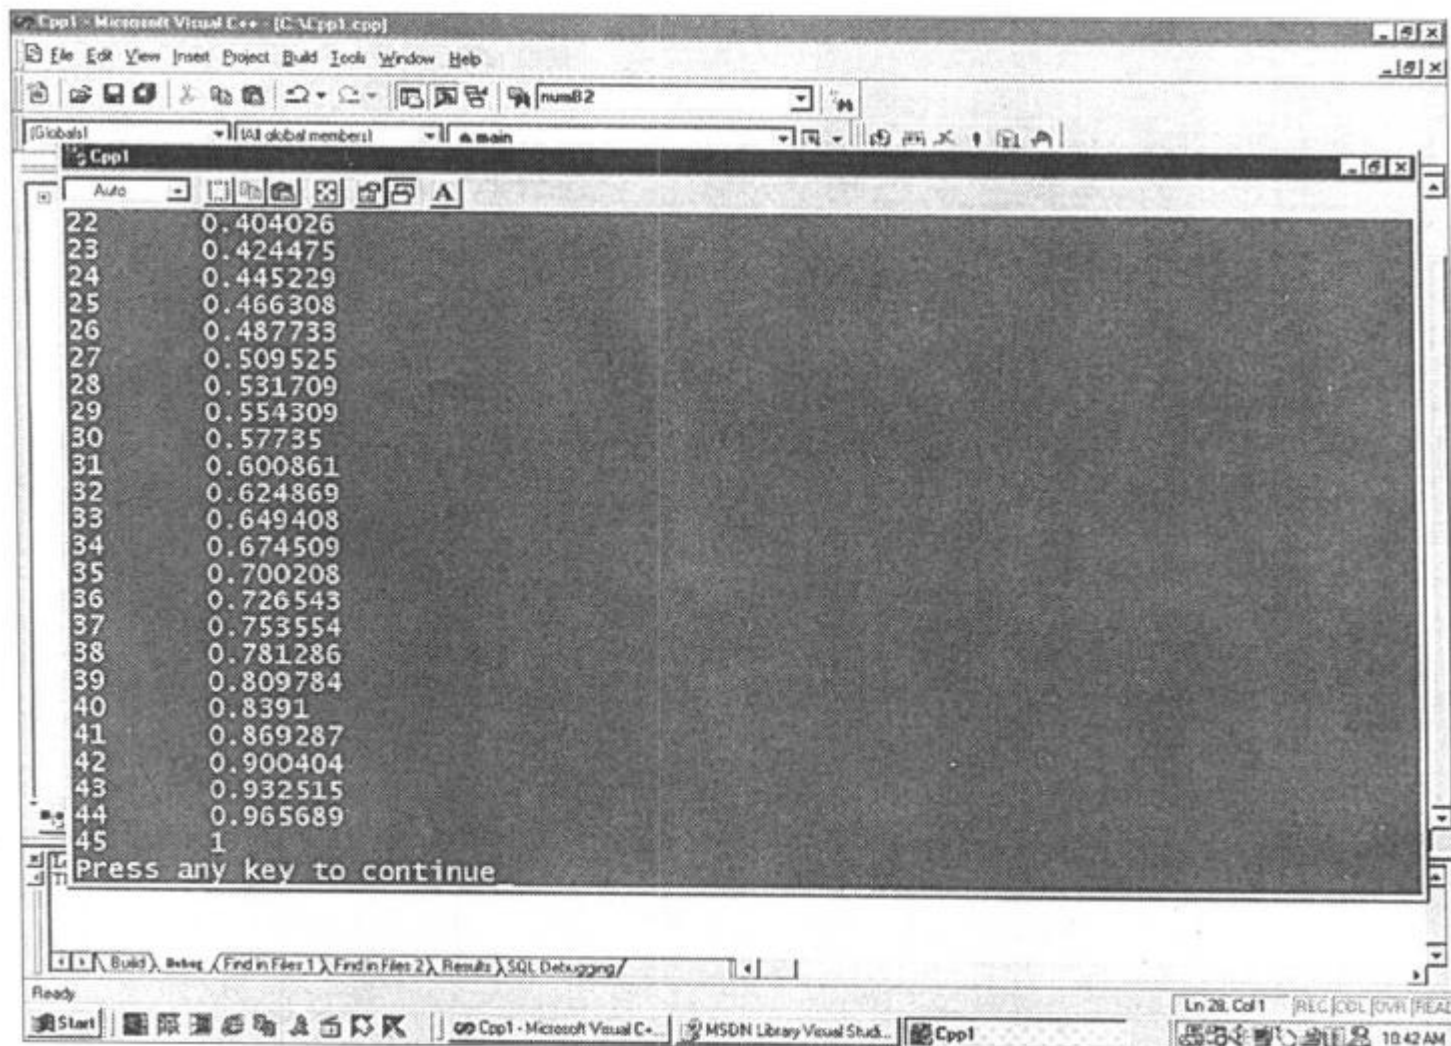 Cpp1 - Microsoft Visual C++ - [C:\Cpp1.cpp]
File Edit View Insert Project Build Tools Window Help
numB2
(Globals) (All global members) main
Cpp1
Auto A
22 0.404026
23 0.424475
24 0.445229
25 0.466308
26 0.487733
27 0.509525
28 0.531709
29 0.554309
30 0.57735
31 0.600861
32 0.624869
33 0.649408
34 0.674509
35 0.700208
36 0.726543
37 0.753554
38 0.781286
39 0.809784
40 0.8391
41 0.869287
42 0.900404
43 0.932515
44 0.965689
45 1
Press any key to continue_
Build Debug Find in Files 1 Find in Files 2 Results SQL Debugging
Ready Ln 28, Col 1 REC COL OVR READ
Start Cpp1 - Microsoft Visual C+... MSDN Library Visual Studi... Cpp1 10:42 AM